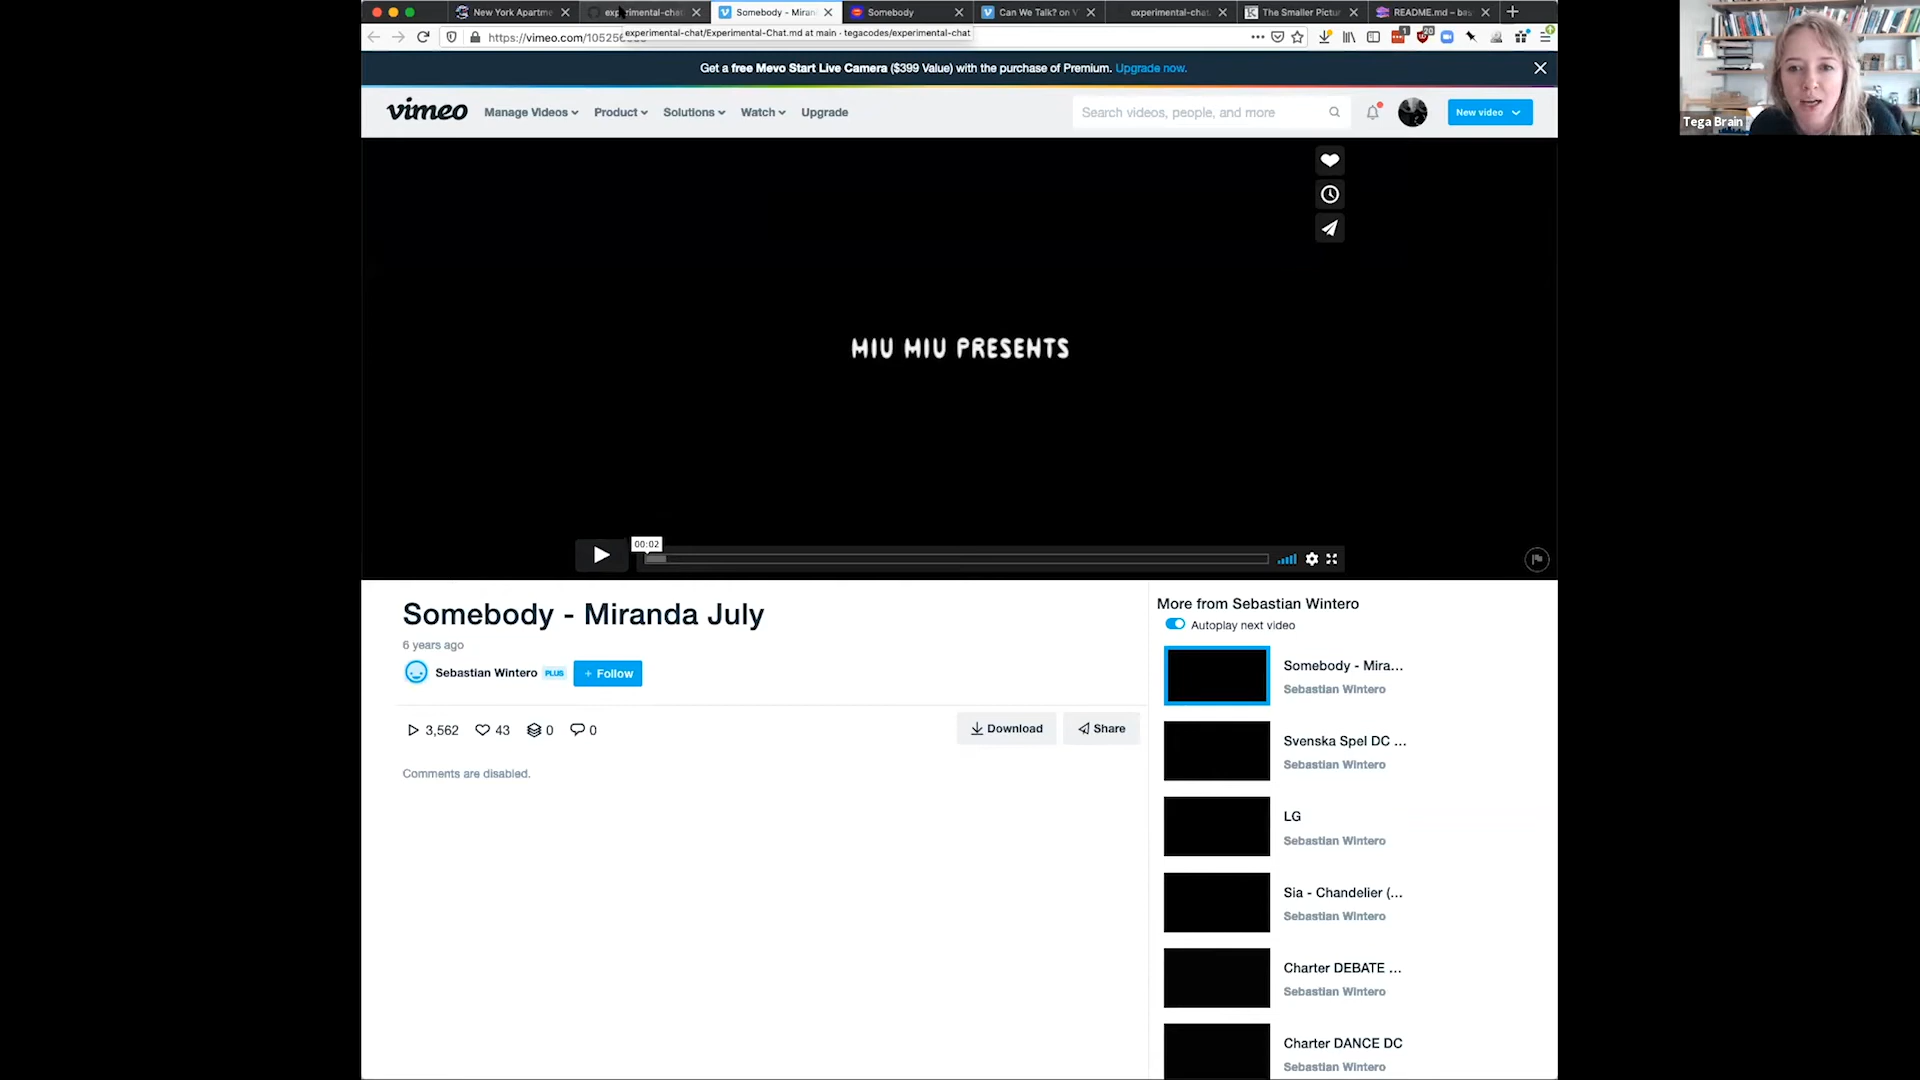 New York Apartme
experimental-chat
Somebody - Miran
Somebody
Can We Talk? on V
experimental-chat.
The Smaller Pictur
README.md – bas
https://vimeo.com/10525
experimental-chat/Experimental-Chat.md at main · tegacodes/experimental-chat
Get a free Mevo Start Live Camera ($399 Value) with the purchase of Premium. Upgrade now.
vimeo
Manage Videos
Product
Solutions
Watch
Upgrade
Search videos, people, and more
New video
Tega Brain
MIU MIU PRESENTS
00:02
Somebody - Miranda July
6 years ago
Sebastian Wintero PLUS
+ Follow
3,562
43
0
0
Download
Share
Comments are disabled.
More from Sebastian Wintero
Autoplay next video
Somebody - Mira...
Sebastian Wintero
Svenska Spel DC ...
Sebastian Wintero
LG
Sebastian Wintero
Sia - Chandelier (...
Sebastian Wintero
Charter DEBATE ...
Sebastian Wintero
Charter DANCE DC
Sebastian Wintero